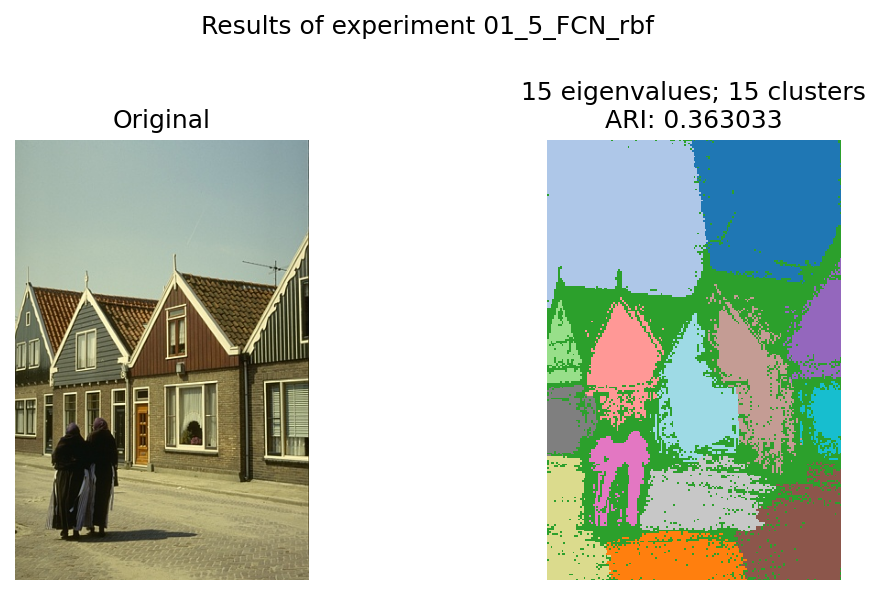 Results of experiment 01_5_FCN_rbf
Original
15 eigenvalues; 15 clusters
ARI: 0.363033